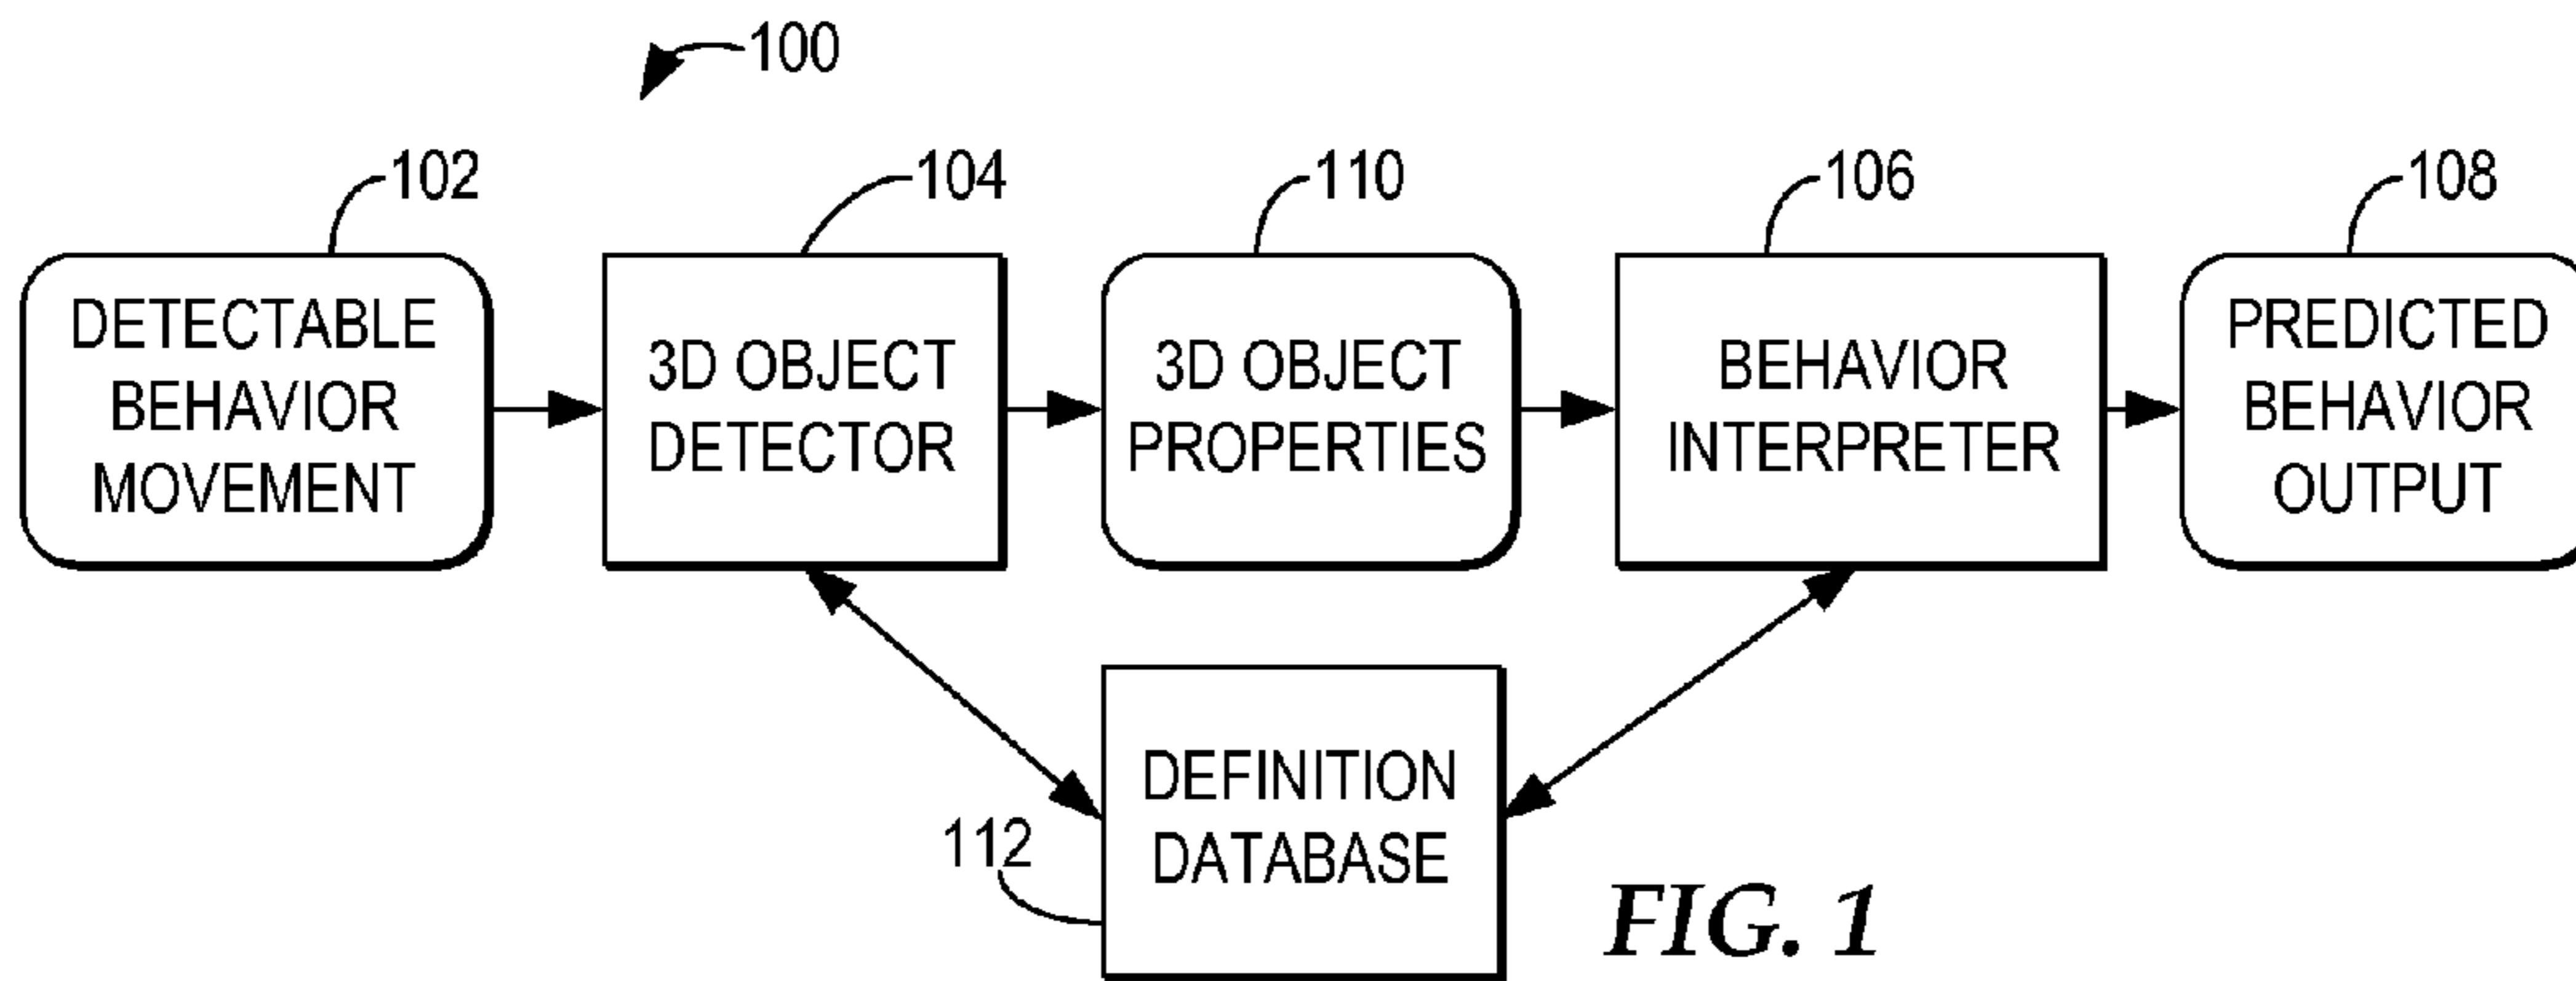 100
102
104
110
106
108
DETECTABLE
BEHAVIOR
MOVEMENT
3D OBJECT
DETECTOR
3D OBJECT
PROPERTIES
BEHAVIOR
INTERPRETER
PREDICTED
BEHAVIOR
OUTPUT
112
DEFINITION
DATABASE
FIG. 1